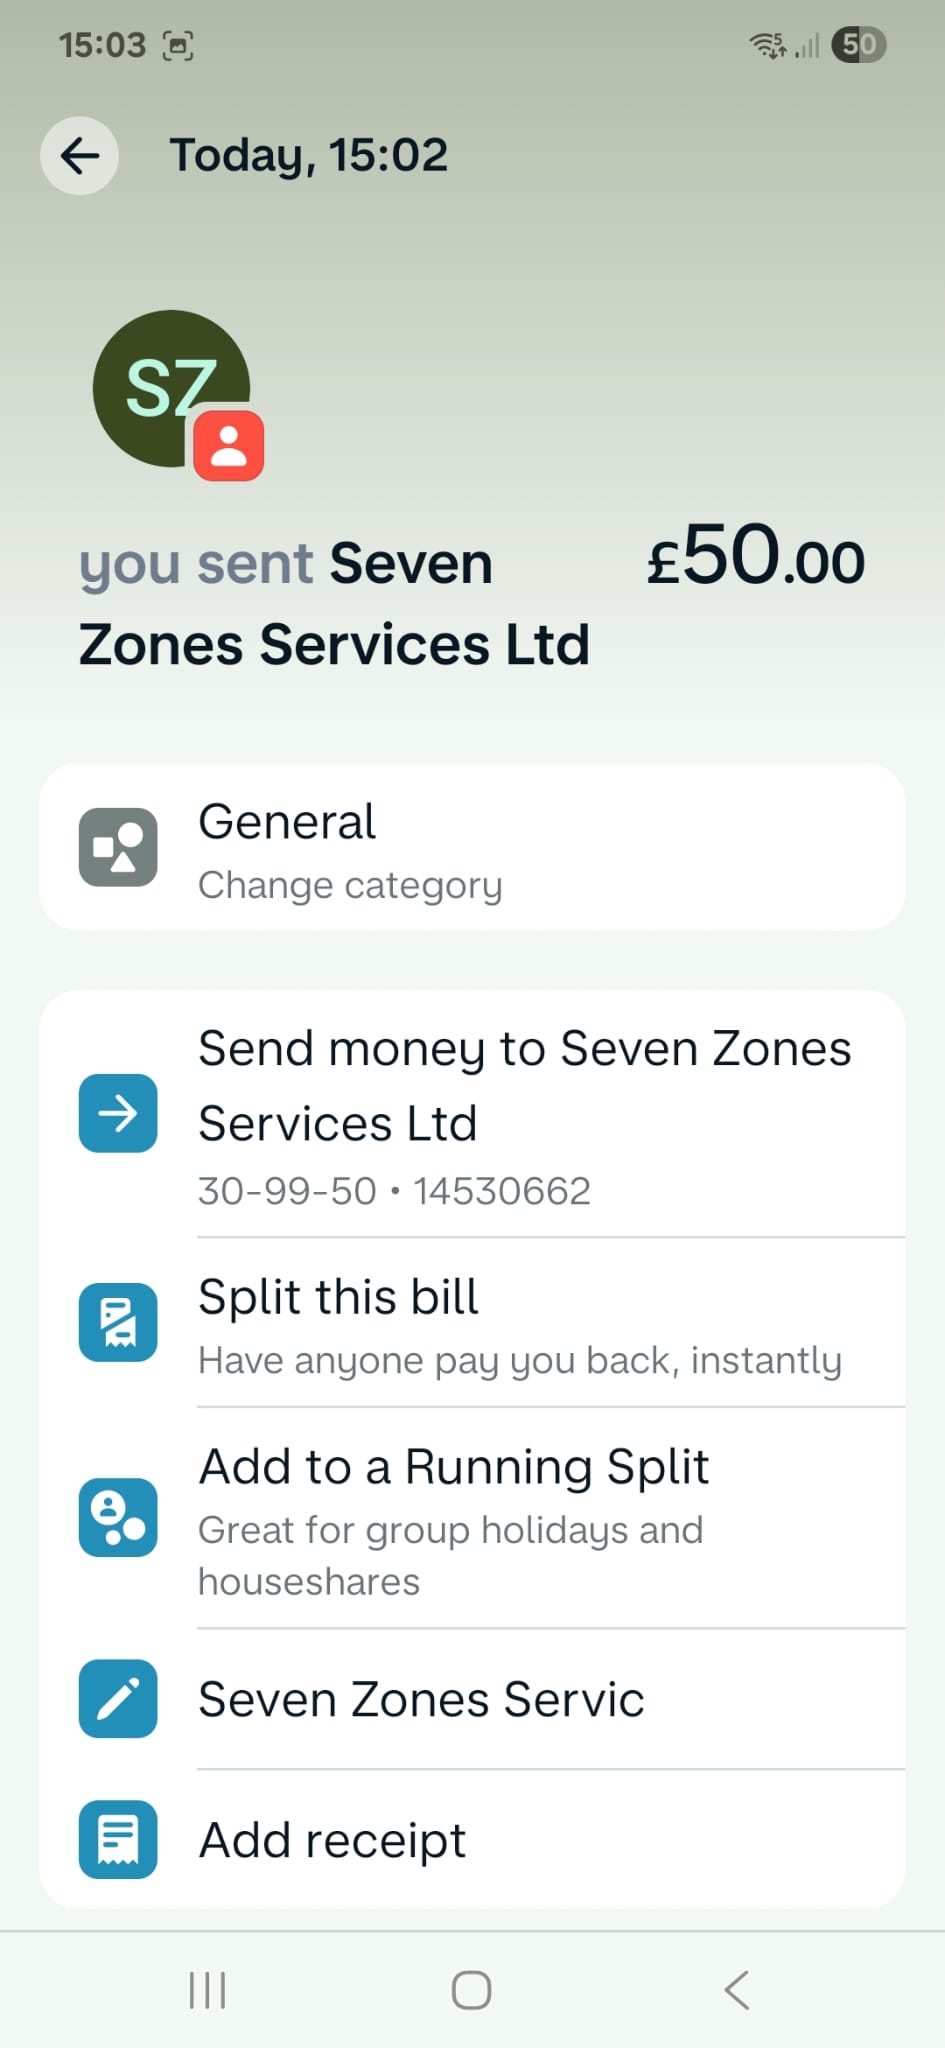 15:03
5 50
Today, 15:02
SZ
you sent Seven £50.00
Zones Services Ltd
General
Change category
Send money to Seven Zones
Services Ltd
30-99-50 • 14530662
Split this bill
Have anyone pay you back, instantly
Add to a Running Split
Great for group holidays and
houseshares
Seven Zones Servic
Add receipt